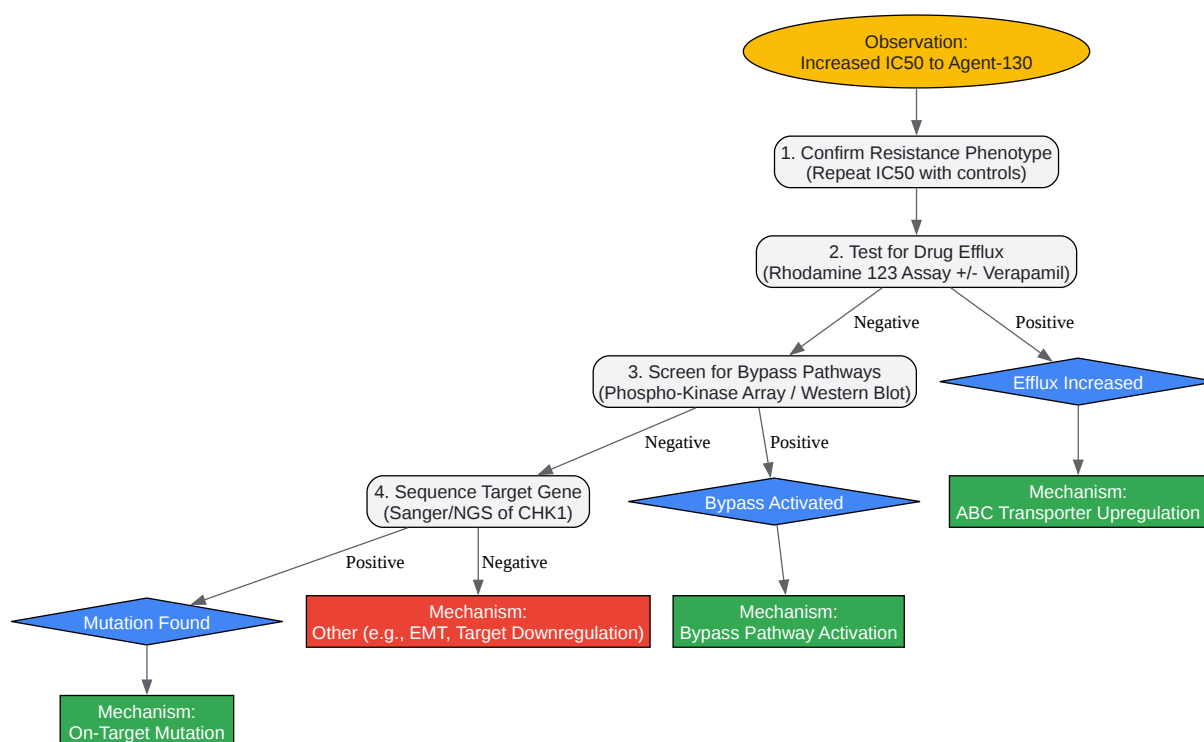 Observation:
Increased IC50 to Agent-130
1. Confirm Resistance Phenotype
(Repeat IC50 with controls)
2. Test for Drug Efflux
(Rhodamine 123 Assay +/- Verapamil)
Negative
Positive
3. Screen for Bypass Pathways
(Phospho-Kinase Array / Western Blot)
Efflux Increased
Negative
Positive
4. Sequence Target Gene
(Sanger/NGS of CHK1)
Bypass Activated
Mechanism:
ABC Transporter Upregulation
Positive
Negative
Mutation Found
Mechanism:
Other (e.g., EMT, Target Downregulation)
Mechanism:
Bypass Pathway Activation
Mechanism:
On-Target Mutation